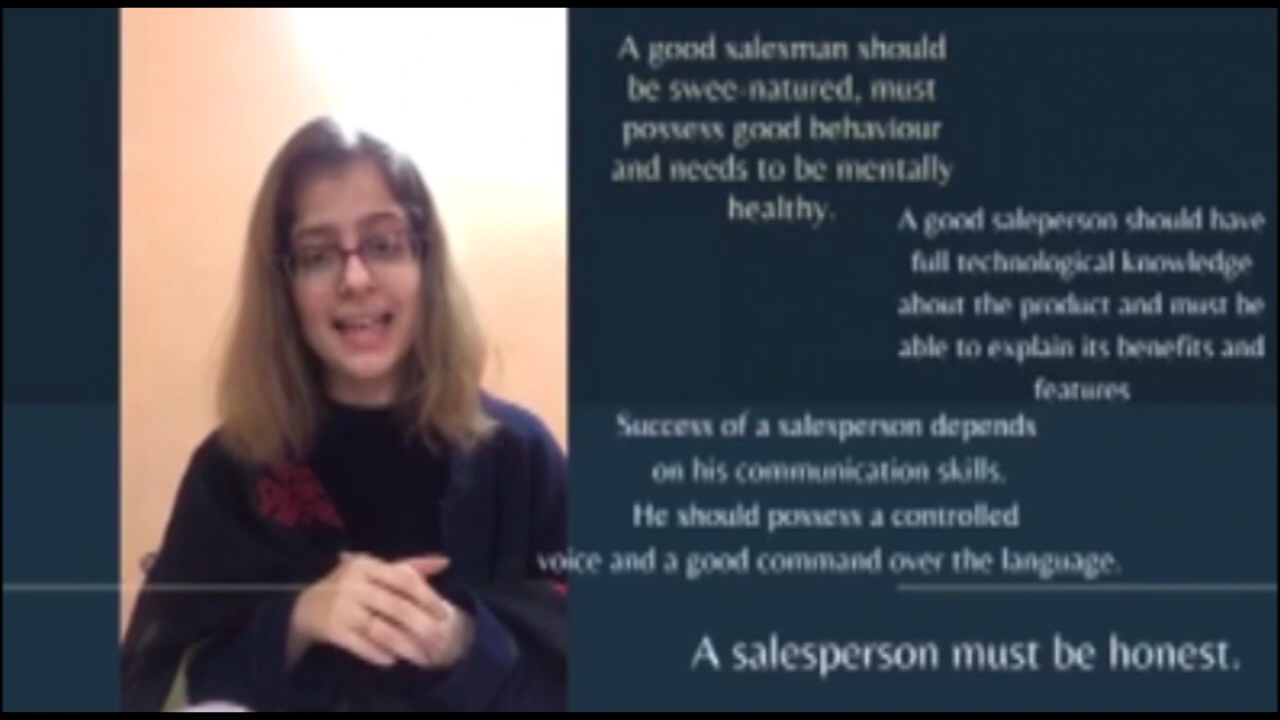 A good salesman should
be swee-natured, must
possess good behaviour
and needs to be mentally
healthy.
A good saleperson should have
full technological knowledge
about the product and must be
able to explain its benefits and
features
Success of a salesperson depends
on his communication skills.
He should possess a controlled
voice and a good command over the language.
A salesperson must be honest.